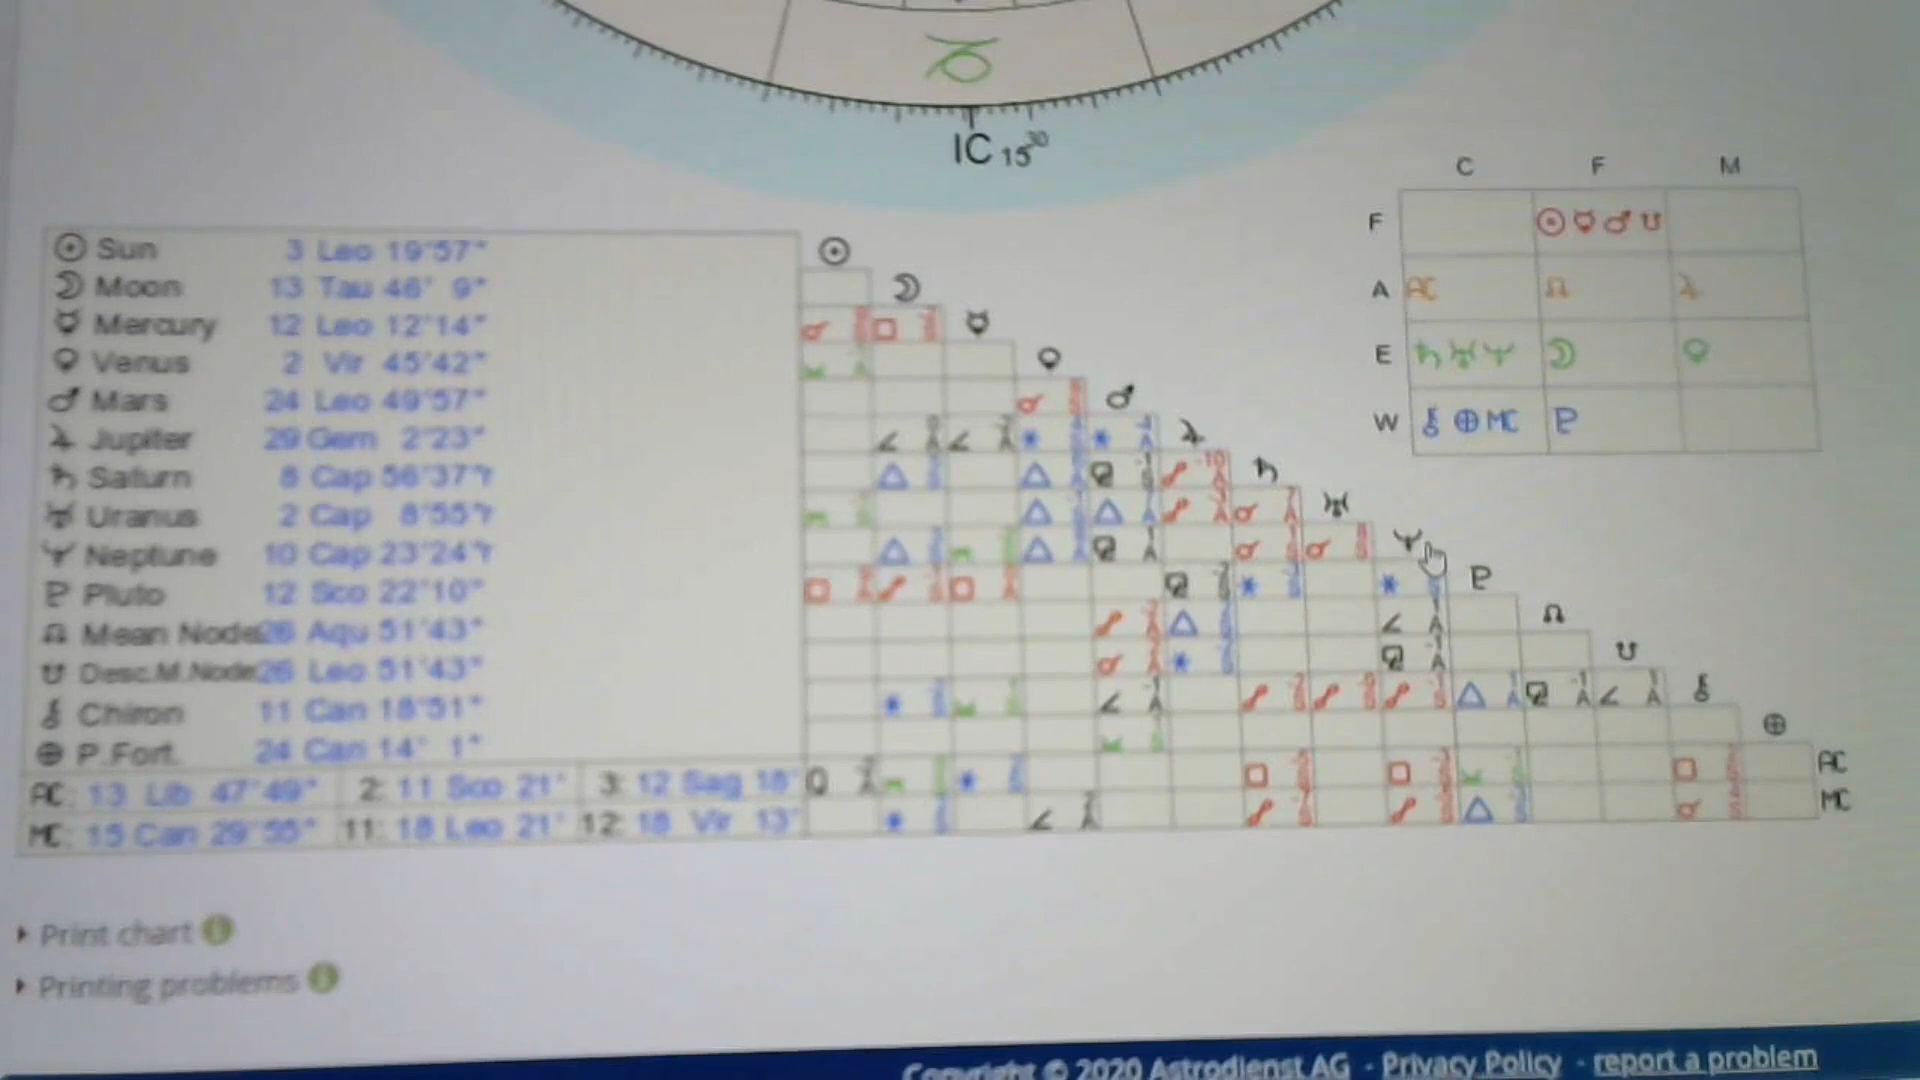 IC 15 30
C F M
F
A AC
E
W MC
Sun 3 Leo 19'57"
Moon 13 Tau 46' 9"
Mercury 12 Leo 12'14"
Venus 2 Vir 45'42"
Mars 24 Leo 49'57"
Jupiter 29 Gem 2'23"
Saturn 8 Cap 56'37"r
Uranus 2 Cap 8'55"r
Neptune 10 Cap 23'24"r
Pluto 12 Sco 22'10"
Mean Node 26 Aqu 51'43"
Desc.M.Node 26 Leo 51'43"
Chiron 11 Can 18'51"
P.Fort. 24 Can 14' 1"
AC: 13 Lib 47'49" 2: 11 Sco 21' 3: 12 Sag 18' AC
MC: 15 Can 29'55" 11: 18 Leo 21' 12: 18 Vir 13' MC
Print chart
Printing problems
Copyright © 2020 Astrodienst AG - Privacy Policy - report a problem